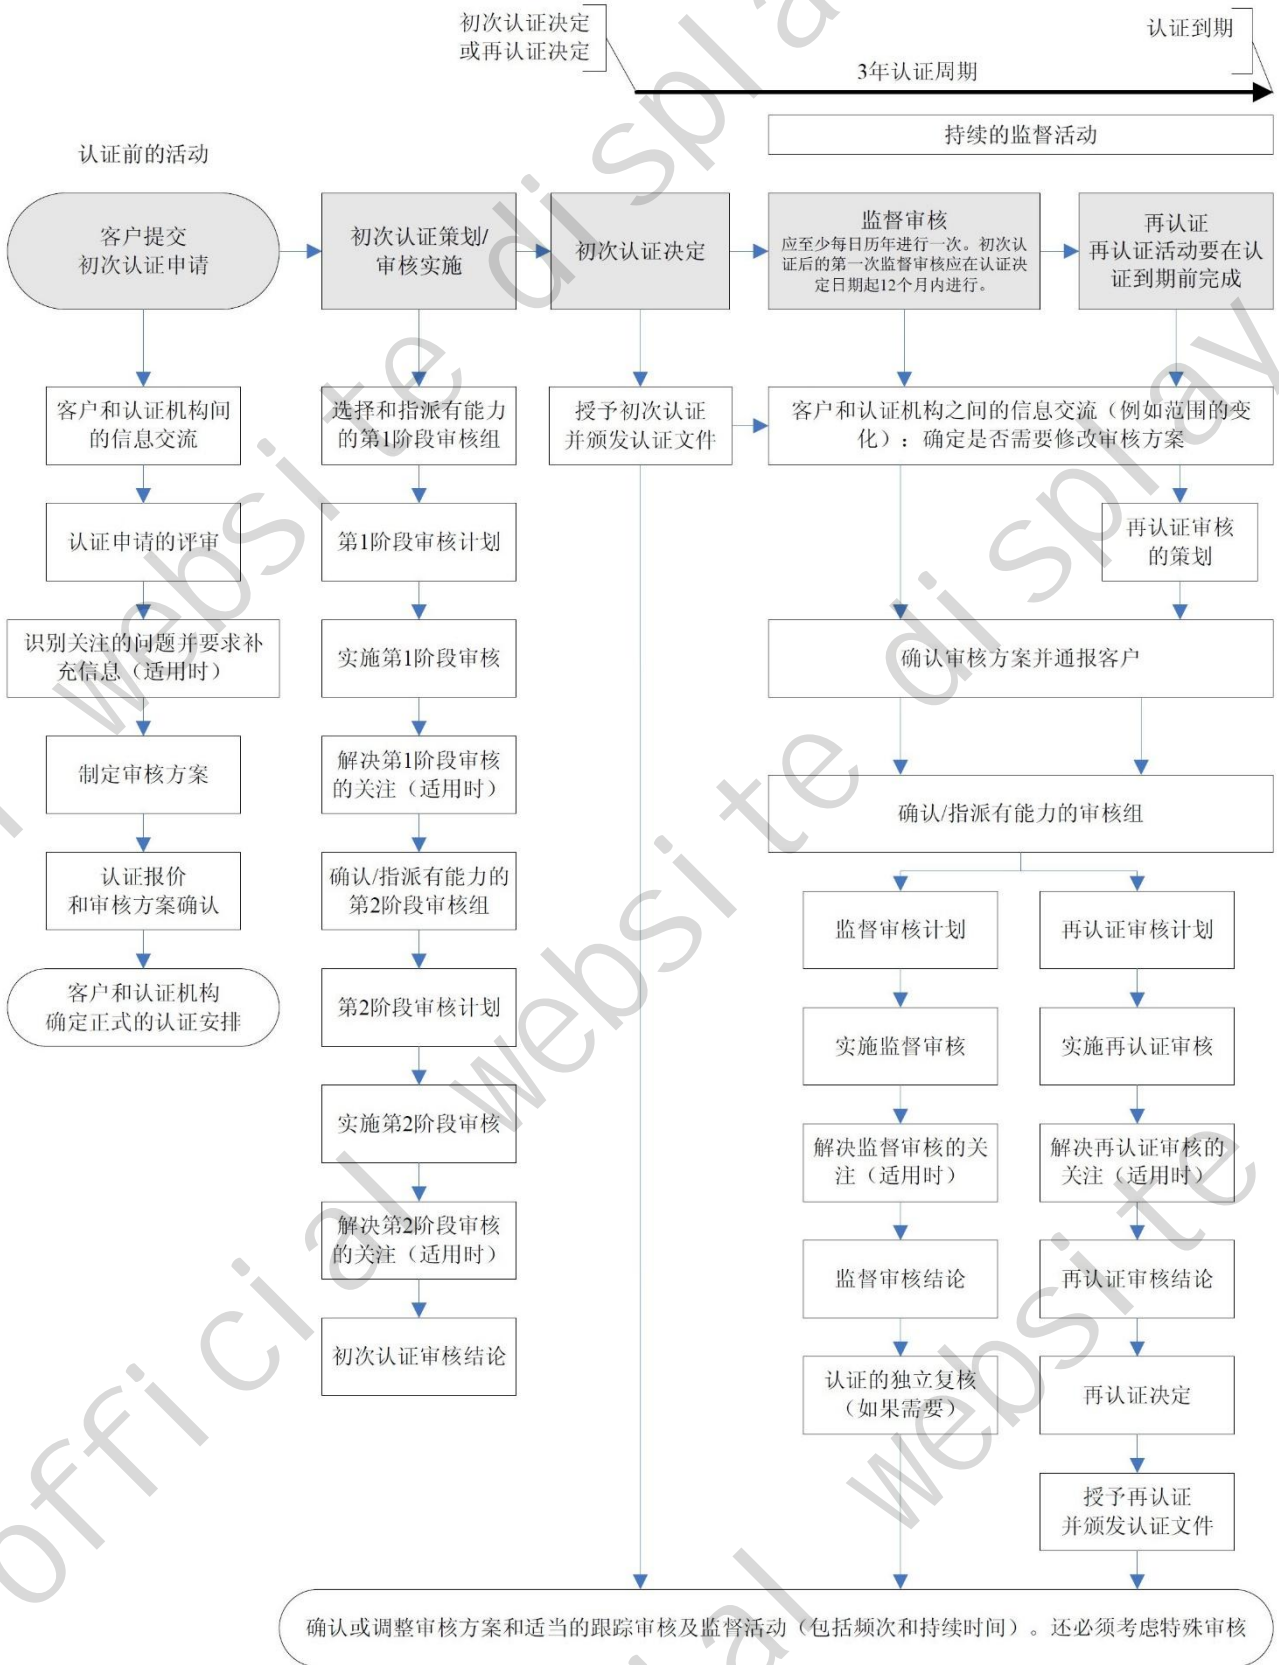 初次认证决定
或再认证决定
认证到期
3年认证周期
持续的监督活动
认证前的活动
客户提交
初次认证申请
初次认证策划/
审核实施
初次认证决定
监督审核
应至少每日历年进行一次。初次认
证后的第一次监督审核应在认证决
定日期起12个月内进行。
再认证
再认证活动要在认
证到期前完成
客户和认证机构间
的信息交流
选择和指派有能力
的第1阶段审核组
授予初次认证
并颁发认证文件
客户和认证机构之间的信息交流（例如范围的变
化）：确定是否需要修改审核方案
认证申请的评审
第1阶段审核计划
再认证审核
的策划
识别关注的问题并要求补
充信息（适用时）
实施第1阶段审核
确认审核方案并通报客户
制定审核方案
解决第1阶段审核
的关注（适用时）
确认/指派有能力的审核组
认证报价
和审核方案确认
确认/指派有能力的
第2阶段审核组
监督审核计划
再认证审核计划
客户和认证机构
确定正式的认证安排
第2阶段审核计划
实施监督审核
实施再认证审核
实施第2阶段审核
解决监督审核的关
注（适用时）
解决再认证审核的
关注（适用时）
解决第2阶段审核
的关注（适用时）
监督审核结论
再认证审核结论
初次认证审核结论
认证的独立复核
（如果需要）
再认证决定
授予再认证
并颁发认证文件
确认或调整审核方案和适当的跟踪审核及监督活动（包括频次和持续时间）。还必须考虑特殊审核
website display
official website display
official website